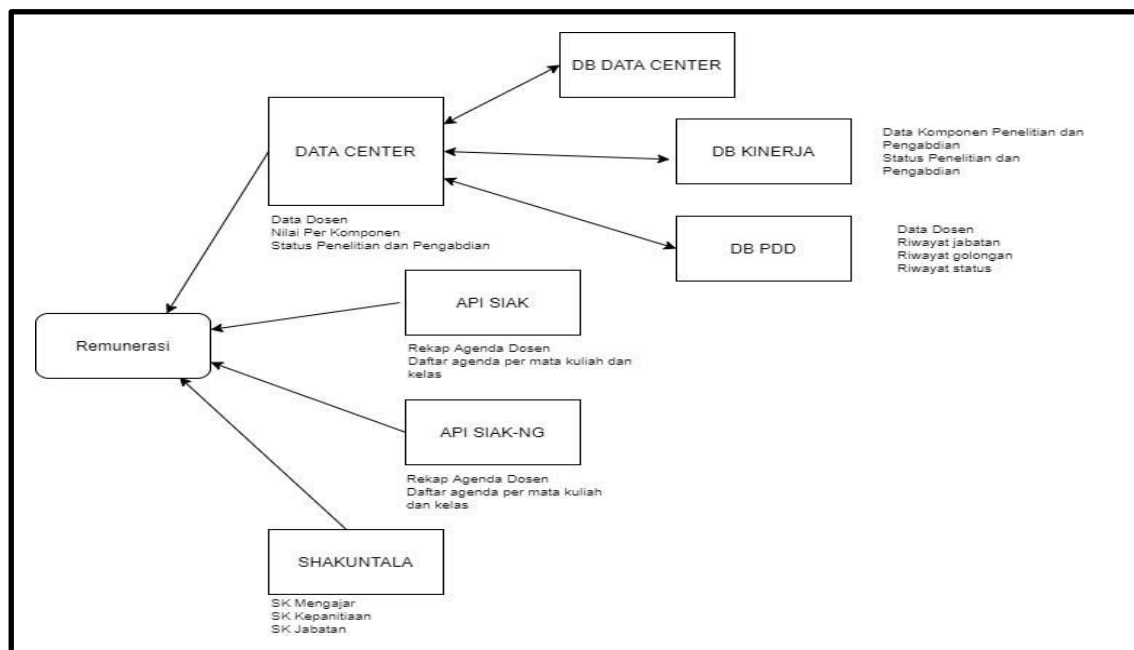 DB DATA CENTER
DATA CENTER
Data Dosen
Nilai Per Komponen
Status Penelitian dan Pengabdian
DB KINERJA
Data Komponen Penelitian dan
Pengabdian
Status Penelitian dan
Pengabdian
DB PDD
Data Dosen
Riwayat jabatan
Riwayat golongan
Riwayat status
API SIAK
Rekap Agenda Dosen
Daftar agenda per mata kuliah dan
kelas
Remunerasi
API SIAK-NG
Rekap Agenda Dosen
Daftar agenda per mata kuliah
dan kelas
SHAKUNTALA
SK Mengajar
SK Kepanitiaan
SK Jabatan